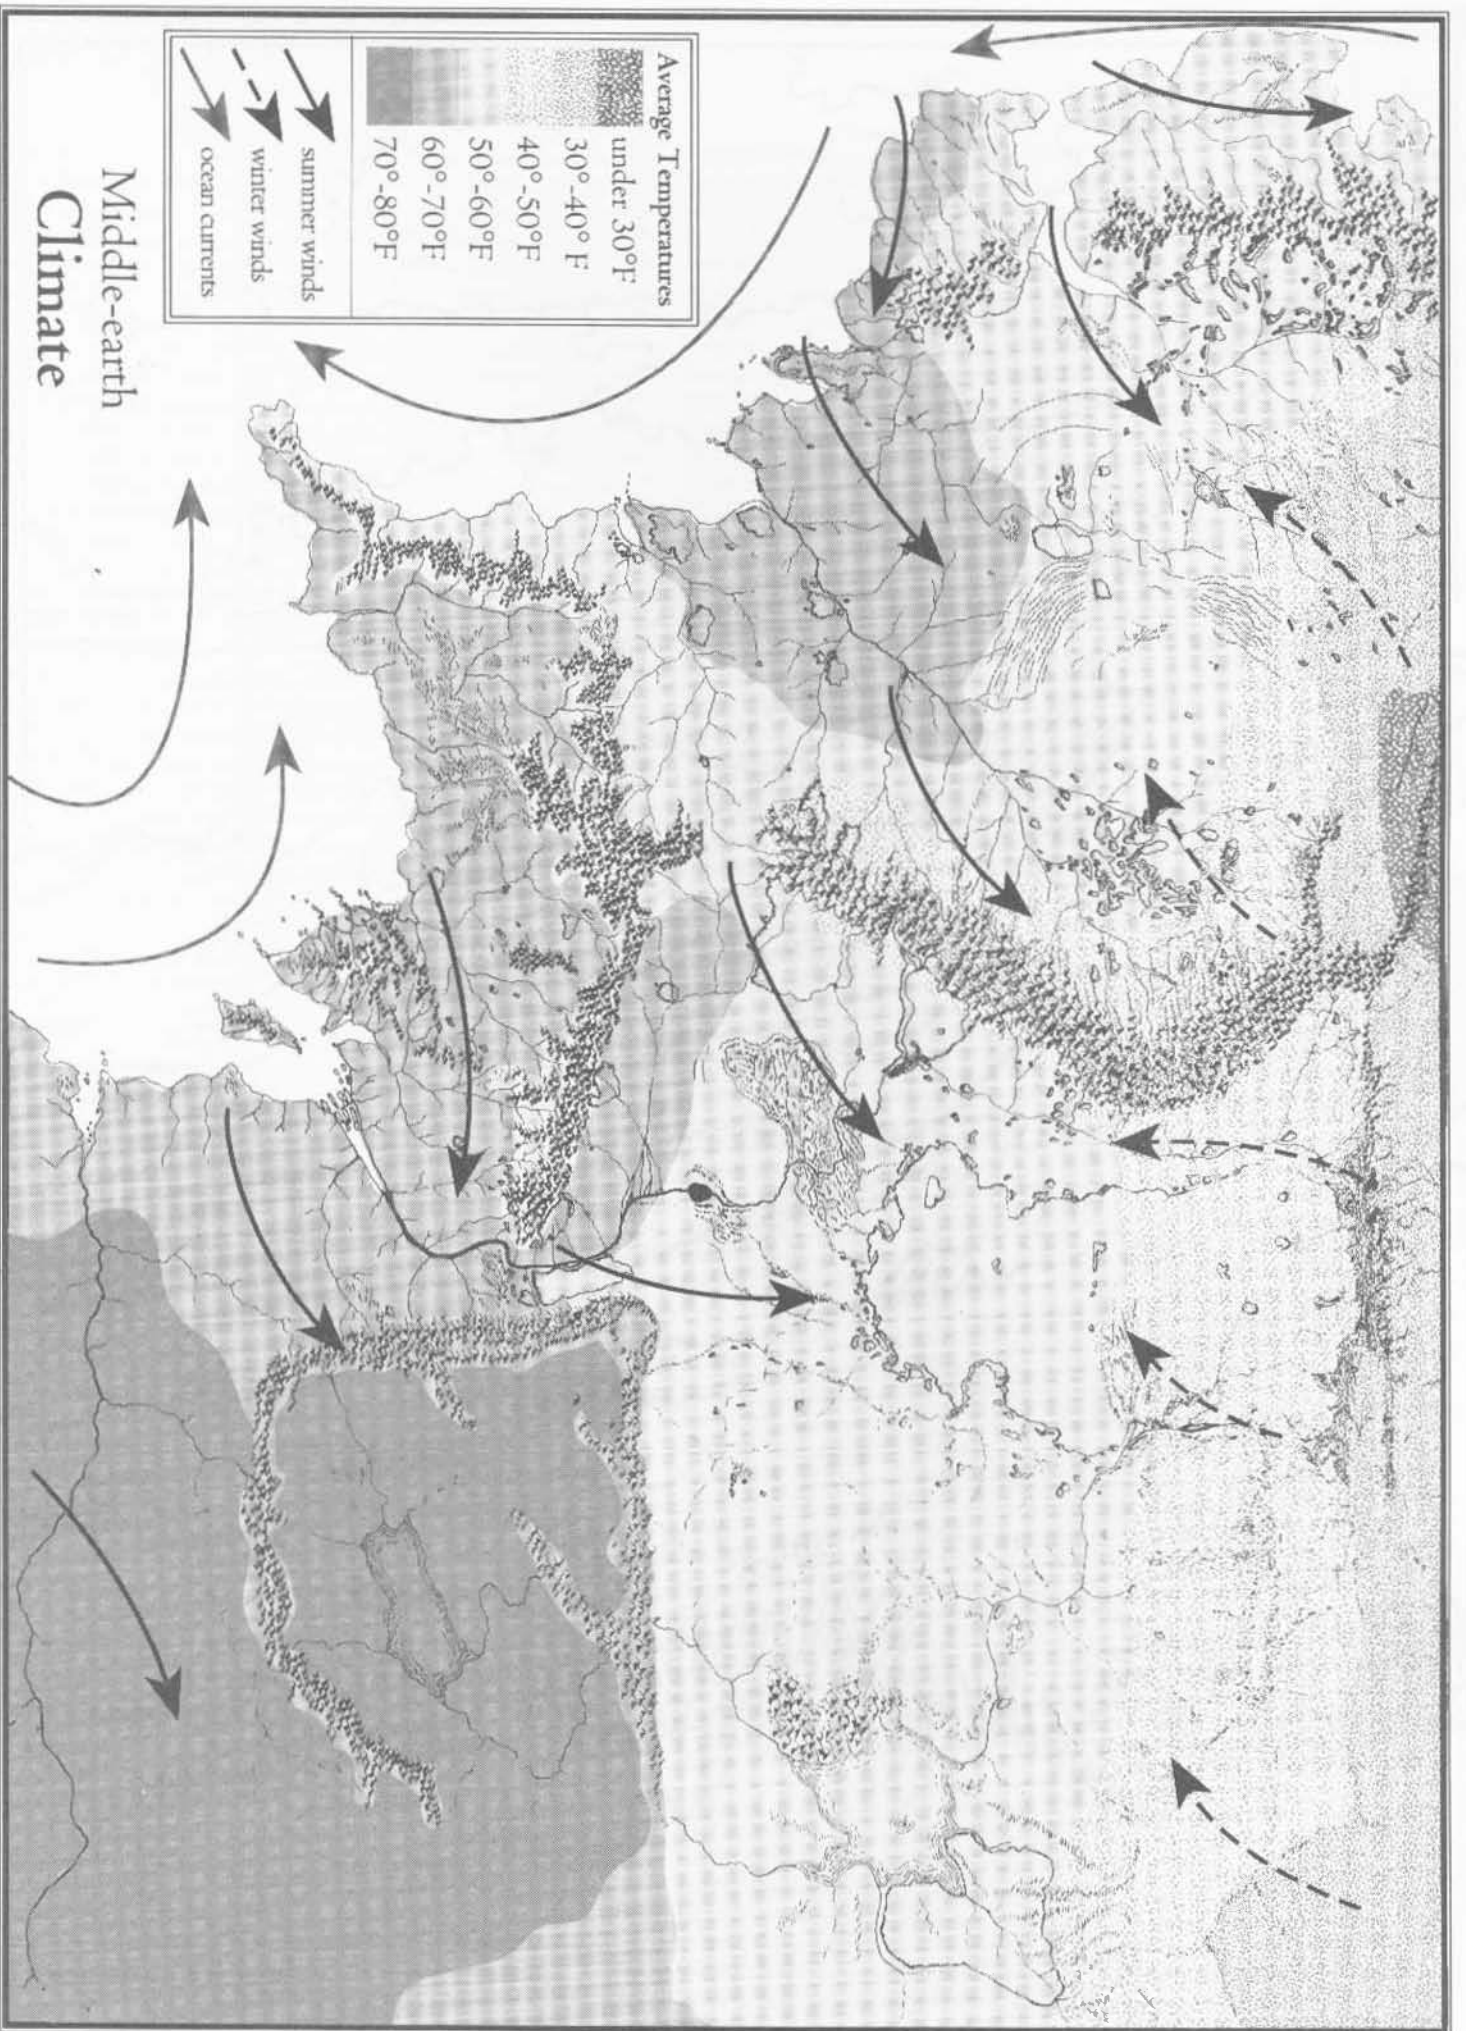 Average Temperatures
under 30°F
30°-40° F
40°-50°F
50°-60°F
60°-70°F
70°-80°F
summer winds
winter winds
ocean currents
Middle-earth
Climate